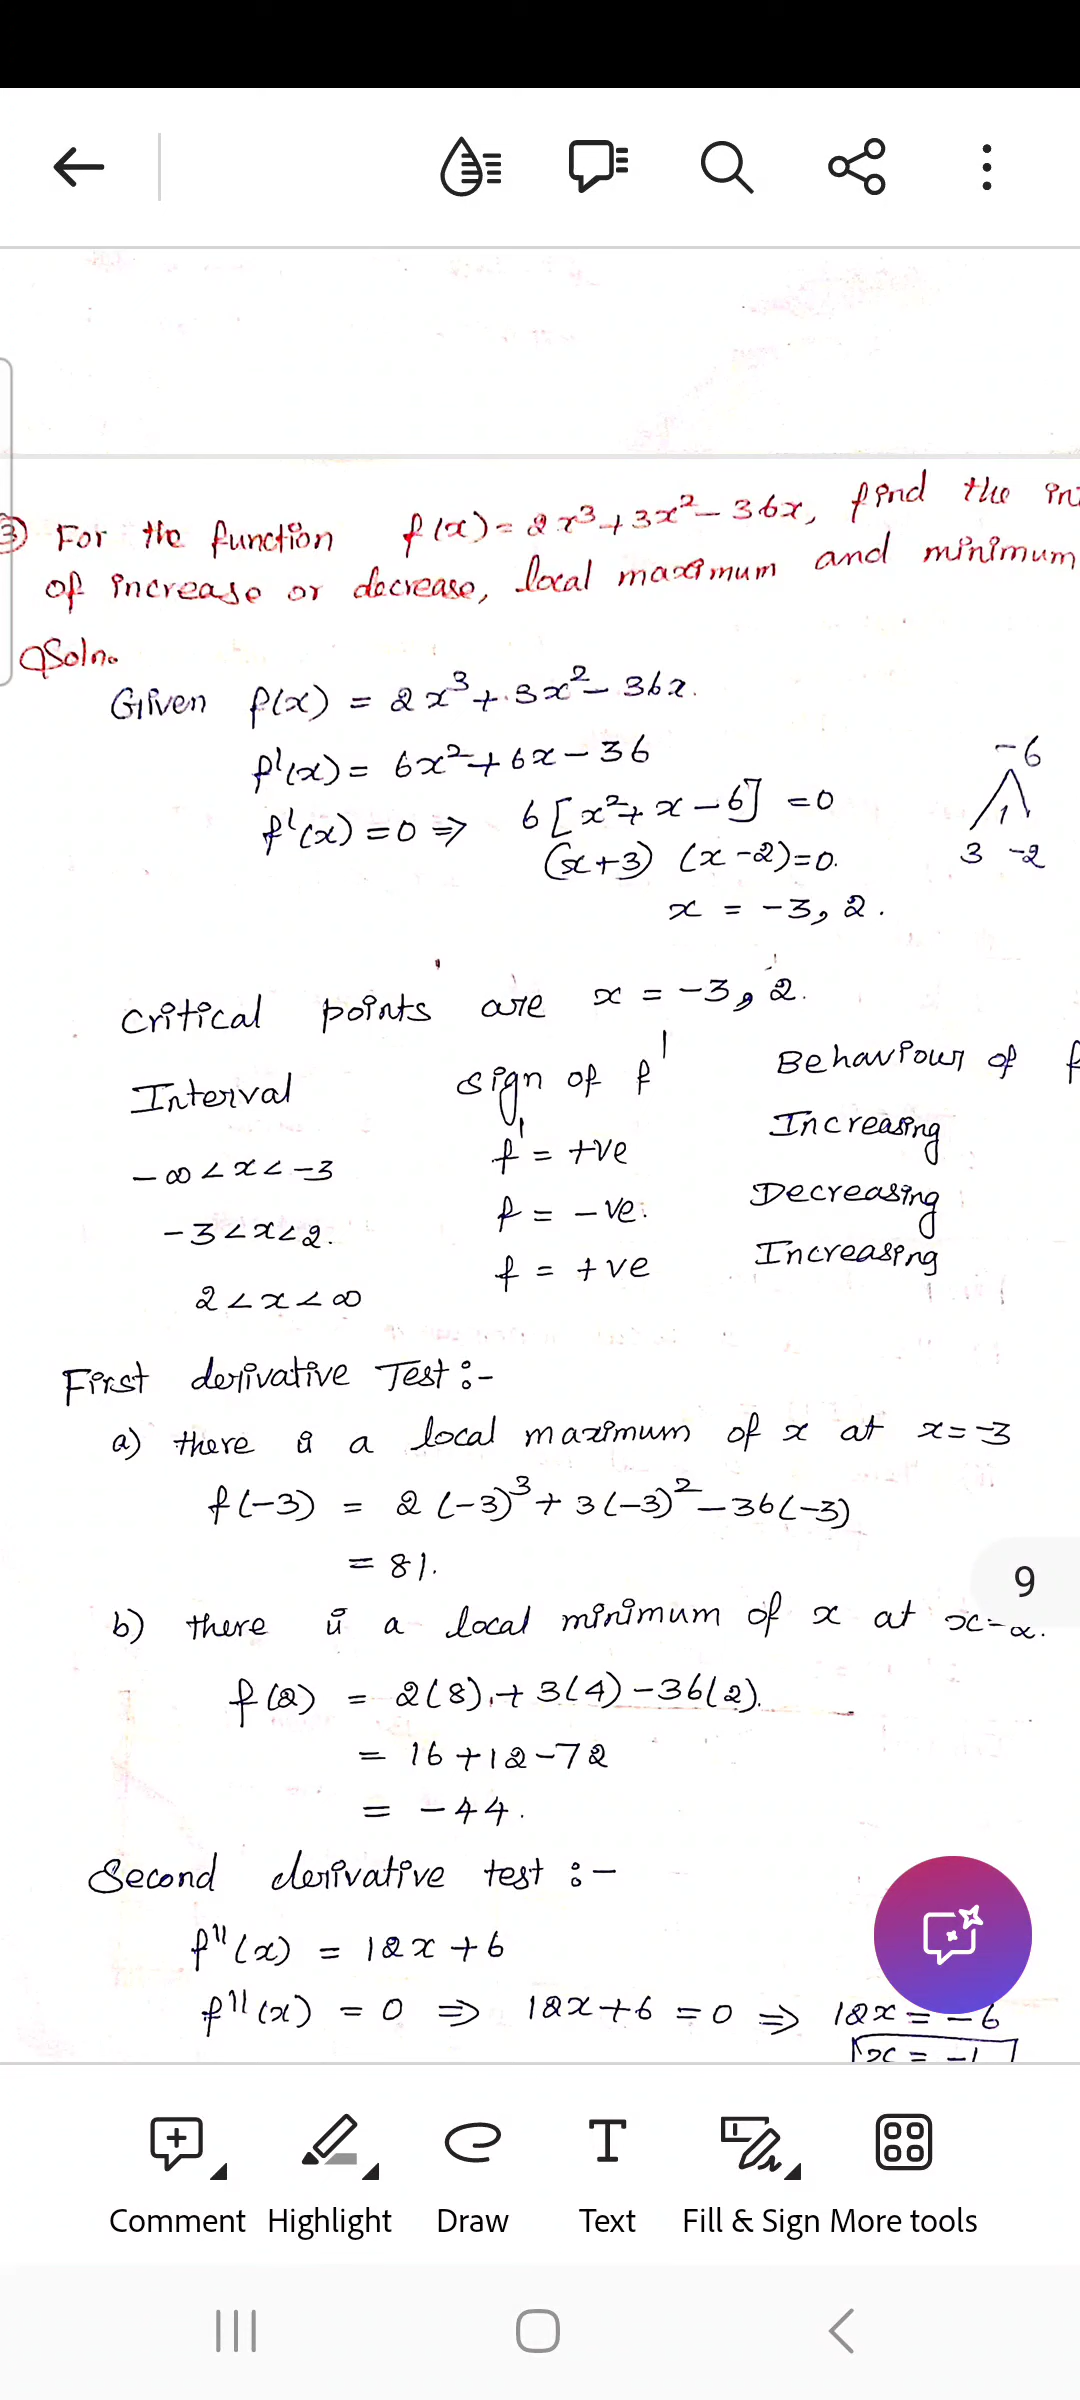 3) For the function f(x) = 2x³+3x²−36x, find the in
of increase or decrease, local maximum and minimum
Soln.
Given f(x) = 2x³+3x²−36x.
f'(x) = 6x²+6x−36
f'(x)=0 ⇒ 6[x²+x−6] =0
−6
(x+3) (x−2)=0.
1
3 −2
x = −3, 2.
Critical points are x = −3, 2.
Interval sign of f' Behaviour of f
−∞<x<−3 f' = +ve Increasing
−3<x<2. f = −ve. Decreasing
2<x<∞ f = +ve Increasing
First derivative Test :-
a) there is a local maximum of x at x=-3
f(−3) = 2(−3)³+3(−3)²−36(−3)
= 81.
9
b) there is a local minimum of x at x=2.
f(2) = 2(8)+3(4)−36(2).
= 16+12−72
= −44.
Second derivative test :−
f''(x) = 12x+6
f''(x) = 0 ⇒ 12x+6=0 ⇒ 12x=−6
x = −1
Comment Highlight Draw Text Fill & Sign More tools